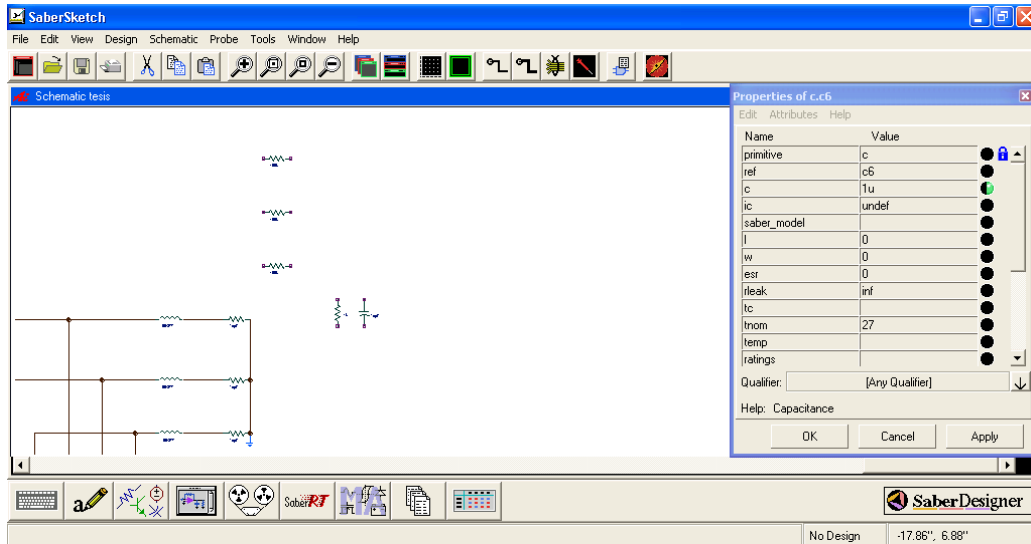 SaberSketch
File Edit View Design Schematic Probe Tools Window Help
Schematic tesis
Properties of c.c6
Edit Attributes Help
Name Value
primitive c
ref c6
c 1u
ic undef
saber_model
l 0
w 0
esr 0
rleak inf
tc
tnom 27
temp
ratings
Qualifier: [Any Qualifier]
Help: Capacitance
OK Cancel Apply
a
SaberRT
MA
SaberDesigner
No Design -17.86", 6.88"